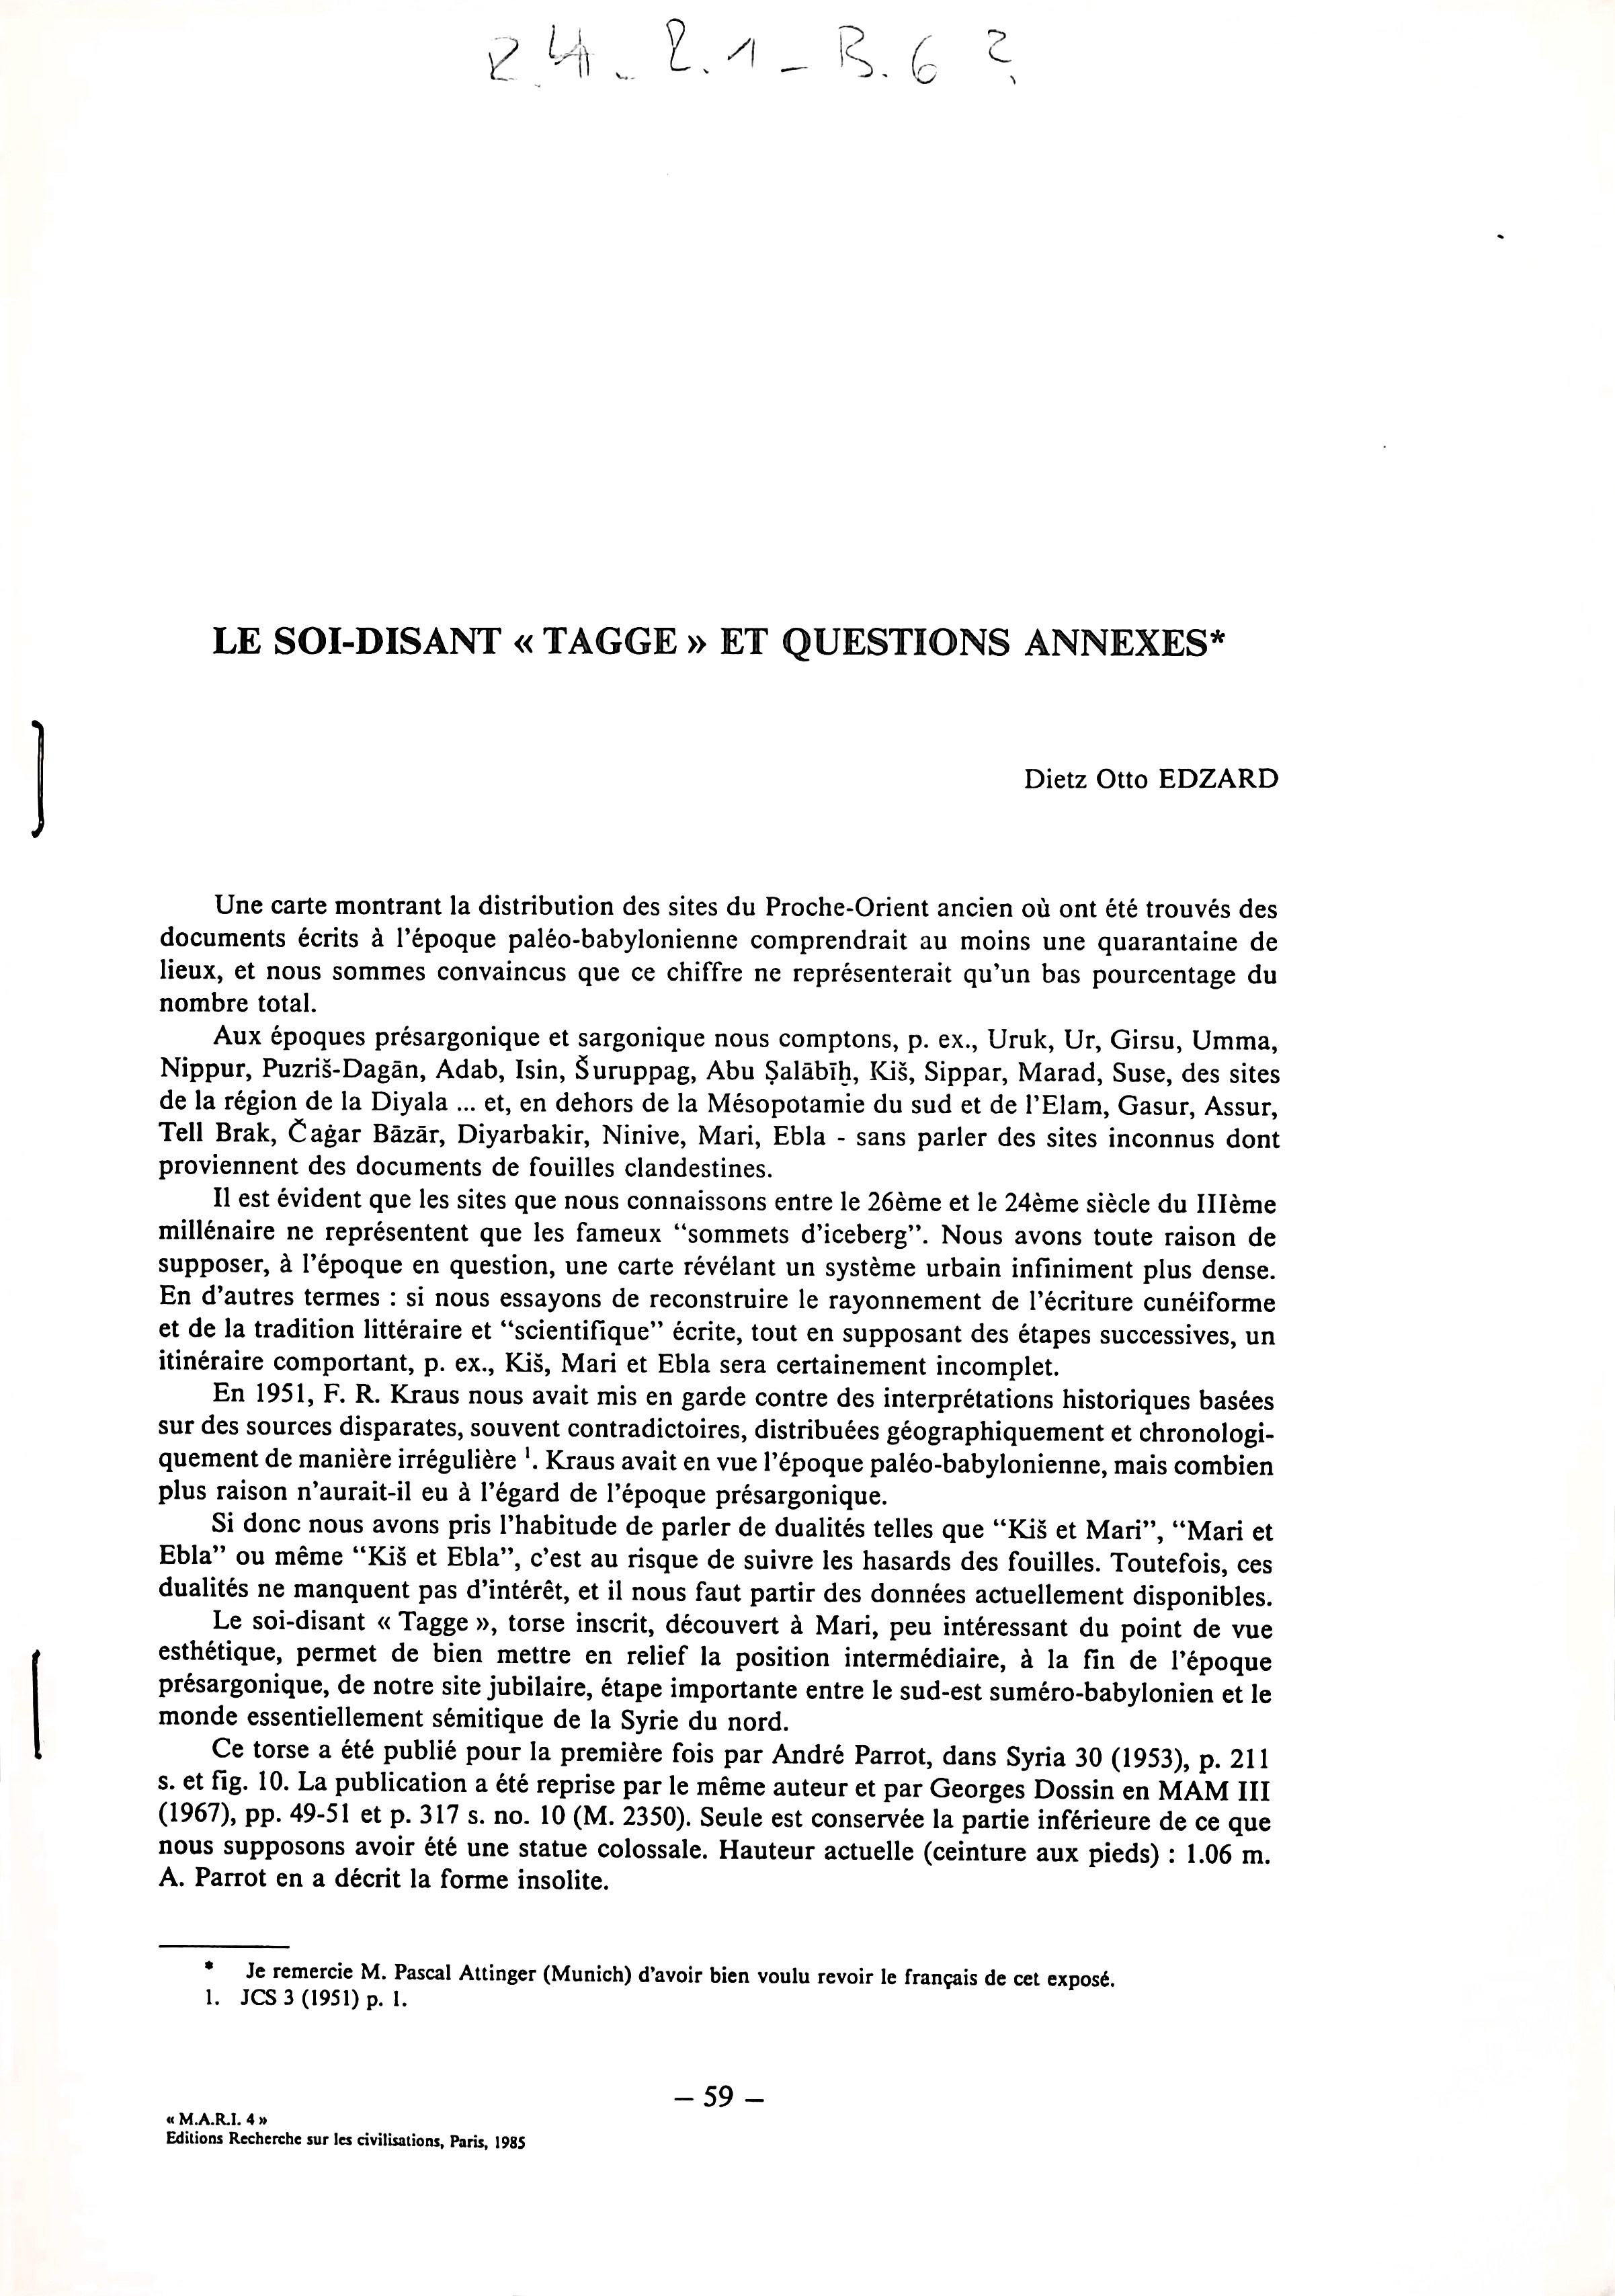 2.4 - 2.1 - B.6 ?
LE SOI-DISANT « TAGGE » ET QUESTIONS ANNEXES*
Dietz Otto EDZARD
Une carte montrant la distribution des sites du Proche-Orient ancien où ont été trouvés des
documents écrits à l'époque paléo-babylonienne comprendrait au moins une quarantaine de
lieux, et nous sommes convaincus que ce chiffre ne représenterait qu'un bas pourcentage du
nombre total.
Aux époques présargonique et sargonique nous comptons, p. ex., Uruk, Ur, Girsu, Umma,
Nippur, Puzriš-Dagān, Adab, Isin, Šuruppag, Abu Ṣalābīḫ, Kiš, Sippar, Marad, Suse, des sites
de la région de la Diyala ... et, en dehors de la Mésopotamie du sud et de l'Elam, Gasur, Assur,
Tell Brak, Čaġar Bāzār, Diyarbakir, Ninive, Mari, Ebla - sans parler des sites inconnus dont
proviennent des documents de fouilles clandestines.
Il est évident que les sites que nous connaissons entre le 26ème et le 24ème siècle du IIIème
millénaire ne représentent que les fameux “sommets d'iceberg”. Nous avons toute raison de
supposer, à l'époque en question, une carte révélant un système urbain infiniment plus dense.
En d'autres termes : si nous essayons de reconstruire le rayonnement de l'écriture cunéiforme
et de la tradition littéraire et “scientifique” écrite, tout en supposant des étapes successives, un
itinéraire comportant, p. ex., Kiš, Mari et Ebla sera certainement incomplet.
En 1951, F. R. Kraus nous avait mis en garde contre des interprétations historiques basées
sur des sources disparates, souvent contradictoires, distribuées géographiquement et chronologi-
quement de manière irrégulière ¹. Kraus avait en vue l'époque paléo-babylonienne, mais combien
plus raison n'aurait-il eu à l'égard de l'époque présargonique.
Si donc nous avons pris l'habitude de parler de dualités telles que “Kiš et Mari”, “Mari et
Ebla” ou même “Kiš et Ebla”, c'est au risque de suivre les hasards des fouilles. Toutefois, ces
dualités ne manquent pas d'intérêt, et il nous faut partir des données actuellement disponibles.
Le soi-disant « Tagge », torse inscrit, découvert à Mari, peu intéressant du point de vue
esthétique, permet de bien mettre en relief la position intermédiaire, à la fin de l'époque
présargonique, de notre site jubilaire, étape importante entre le sud-est suméro-babylonien et le
monde essentiellement sémitique de la Syrie du nord.
Ce torse a été publié pour la première fois par André Parrot, dans Syria 30 (1953), p. 211
s. et fig. 10. La publication a été reprise par le même auteur et par Georges Dossin en MAM III
(1967), pp. 49-51 et p. 317 s. no. 10 (M. 2350). Seule est conservée la partie inférieure de ce que
nous supposons avoir été une statue colossale. Hauteur actuelle (ceinture aux pieds) : 1.06 m.
A. Parrot en a décrit la forme insolite.
* Je remercie M. Pascal Attinger (Munich) d'avoir bien voulu revoir le français de cet exposé.
1. JCS 3 (1951) p. 1.
– 59 –
« M.A.R.I. 4 »
Editions Recherche sur les civilisations, Paris, 1985